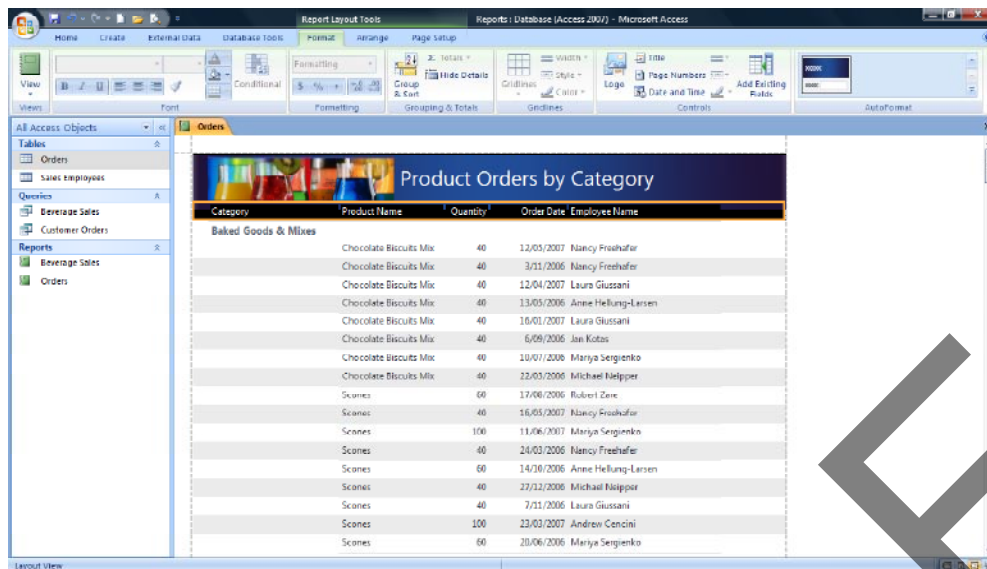 Report Layout Tools Reports : Database (Access 2007) - Microsoft Access
Home Create External Data Database Tools Format Arrange Page Setup
View
Views
B I U
Font
Conditional
Formatting
$ %
Formatting
Group & Sort
Σ Totals
Hide Details
Grouping & Totals
Gridlines
Width
Style
Color
Gridlines
Logo
Title
Page Numbers
Date and Time
Add Existing Fields
Controls
AutoFormat
All Access Objects
Tables
Orders
Sales Employees
Queries
Beverage Sales
Customer Orders
Reports
Beverage Sales
Orders
Orders
Product Orders by Category
Category Product Name Quantity Order Date Employee Name
Baked Goods & Mixes
Chocolate Biscuits Mix 40 12/05/2007 Nancy Freehafer
Chocolate Biscuits Mix 40 3/11/2006 Nancy Freehafer
Chocolate Biscuits Mix 40 12/04/2007 Laura Giussani
Chocolate Biscuits Mix 40 13/05/2006 Anne Hellung-Larsen
Chocolate Biscuits Mix 40 16/01/2007 Laura Giussani
Chocolate Biscuits Mix 40 6/09/2006 Jan Kotas
Chocolate Biscuits Mix 40 10/07/2006 Mariya Sergienko
Chocolate Biscuits Mix 40 22/03/2006 Michael Neipper
Scones 60 17/08/2006 Robert Zare
Scones 40 16/05/2007 Nancy Freehafer
Scones 100 11/06/2007 Mariya Sergienko
Scones 40 24/03/2006 Nancy Freehafer
Scones 60 14/10/2006 Anne Hellung-Larsen
Scones 40 27/12/2006 Michael Neipper
Scones 40 7/11/2006 Laura Giussani
Scones 100 23/03/2007 Andrew Cencini
Scones 60 20/06/2006 Mariya Sergienko
Layout View